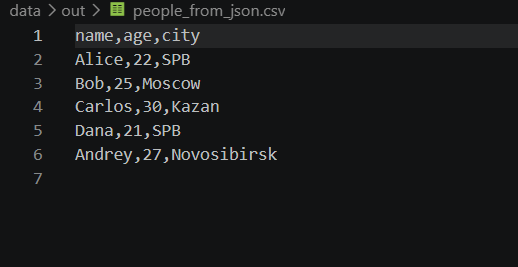 data > out > people_from_json.csv
1 name,age,city
2 Alice,22,SPB
3 Bob,25,Moscow
4 Carlos,30,Kazan
5 Dana,21,SPB
6 Andrey,27,Novosibirsk
7